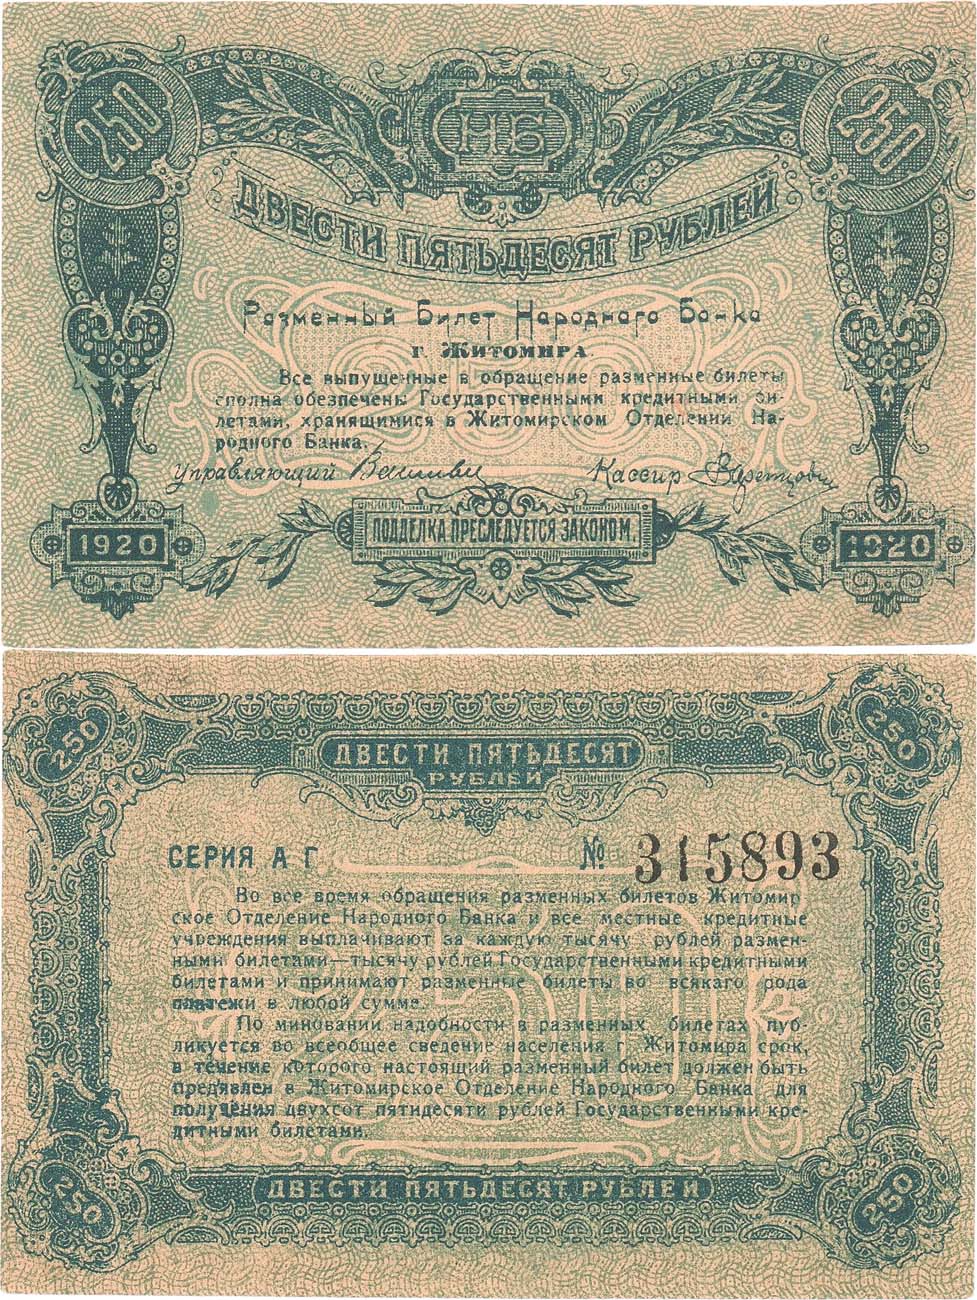 250 НБ 250
ДВЕСТИ ПЯТЬДЕСЯТ РУБЛЕЙ
Разменный Билет Народного Банка
г. ЖИТОМИРА.
Все выпущенные в обращение разменные билеты
сполна обеспечены Государственными кредитными би-
летами, хранящимися в Житомирском Отделении На-
родного Банка.
Управляющий Кассир
ПОДДЕЛКА ПРЕСЛЕДУЕТСЯ ЗАКОНОМ.
1920 1920
250 250
ДВЕСТИ ПЯТЬДЕСЯТ
РУБЛЕЙ
СЕРИЯ А Г № 315893
250
Во все время обращения разменных билетов Житомир
ское Отделение Народного Банка и все местные кредитные
учреждения выплачивают за каждую тысячу рублей размен-
ными билетами—тысячу рублей Государственными кредитными
билетами и принимают разменные билеты во всякаго рода
платежи в любой сумме.
По миновании надобности в разменных билетах пуб-
ликуется во всеобщее сведение населения г. Житомира срок,
в течение которого настоящий разменный билет должен быть
предявлен в Житомирское Отделение Народного Банка для
получения двухсот пятидесяти рублей Государственными кре-
дитными билетами.
ДВЕСТИ ПЯТЬДЕСЯТ РУБЛЕЙ
250 250